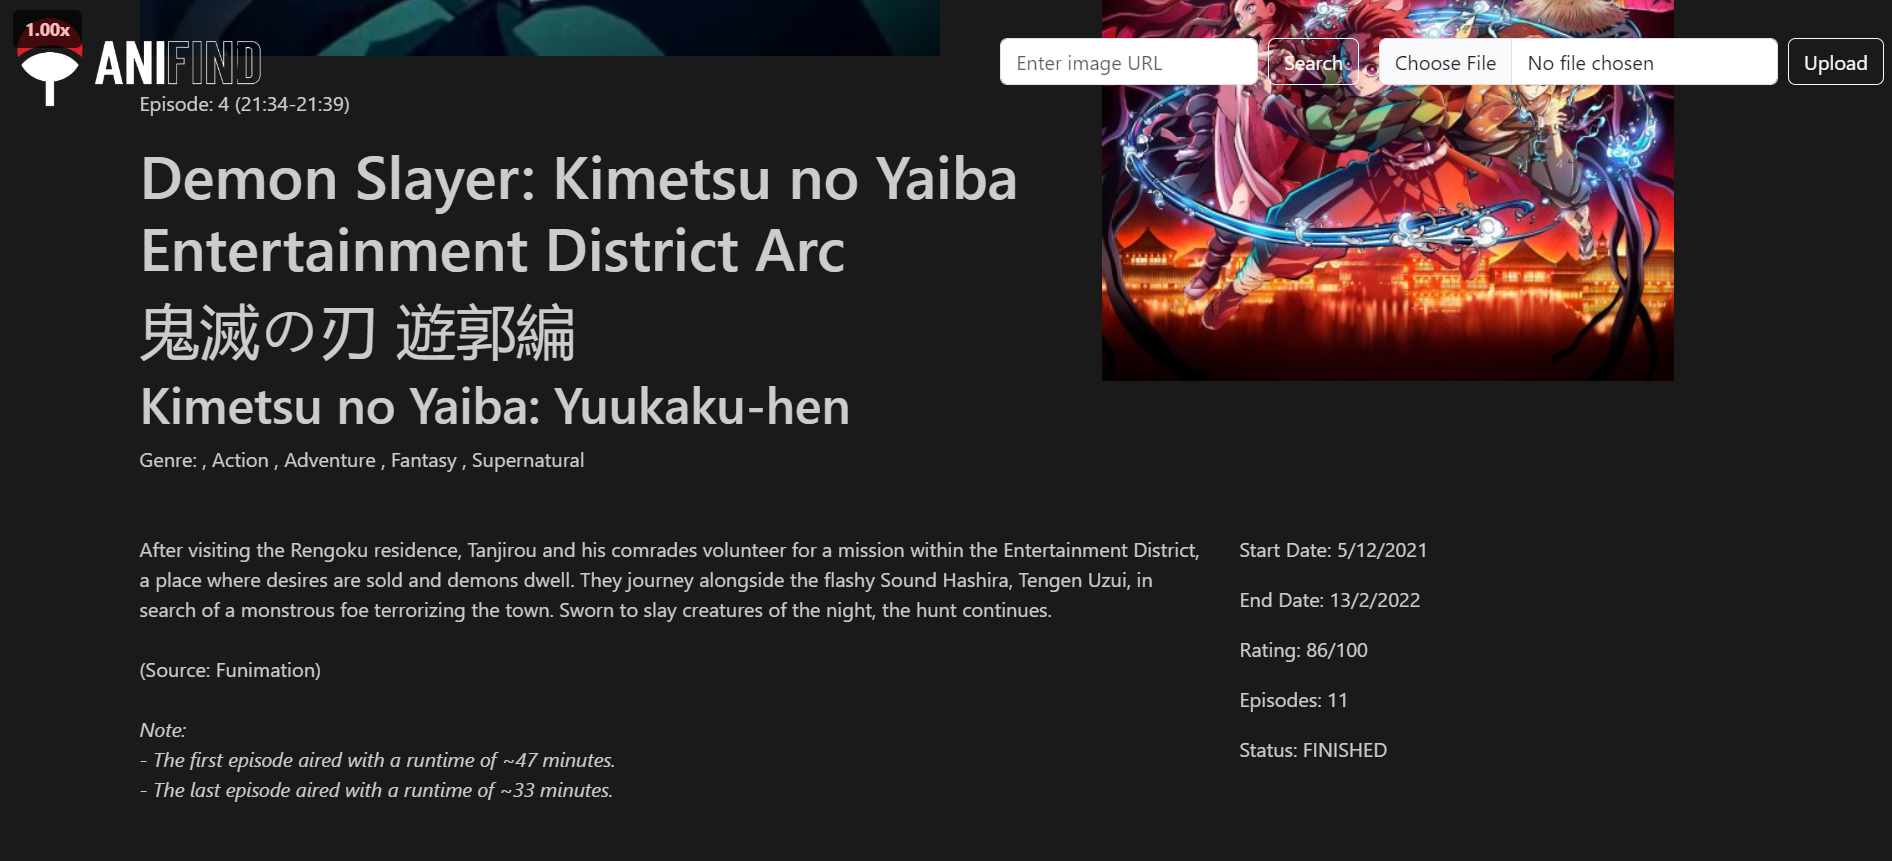 1.00x
ANIFIND
Enter image URL
Search
Choose File
No file chosen
Upload
Episode: 4 (21:34-21:39)
Demon Slayer: Kimetsu no Yaiba
Entertainment District Arc
鬼滅の刃 遊郭編
Kimetsu no Yaiba: Yuukaku-hen
Genre: , Action , Adventure , Fantasy , Supernatural
After visiting the Rengoku residence, Tanjirou and his comrades volunteer for a mission within the Entertainment District,
a place where desires are sold and demons dwell. They journey alongside the flashy Sound Hashira, Tengen Uzui, in
search of a monstrous foe terrorizing the town. Sworn to slay creatures of the night, the hunt continues.
(Source: Funimation)
Note:
- The first episode aired with a runtime of ~47 minutes.
- The last episode aired with a runtime of ~33 minutes.
Start Date: 5/12/2021
End Date: 13/2/2022
Rating: 86/100
Episodes: 11
Status: FINISHED